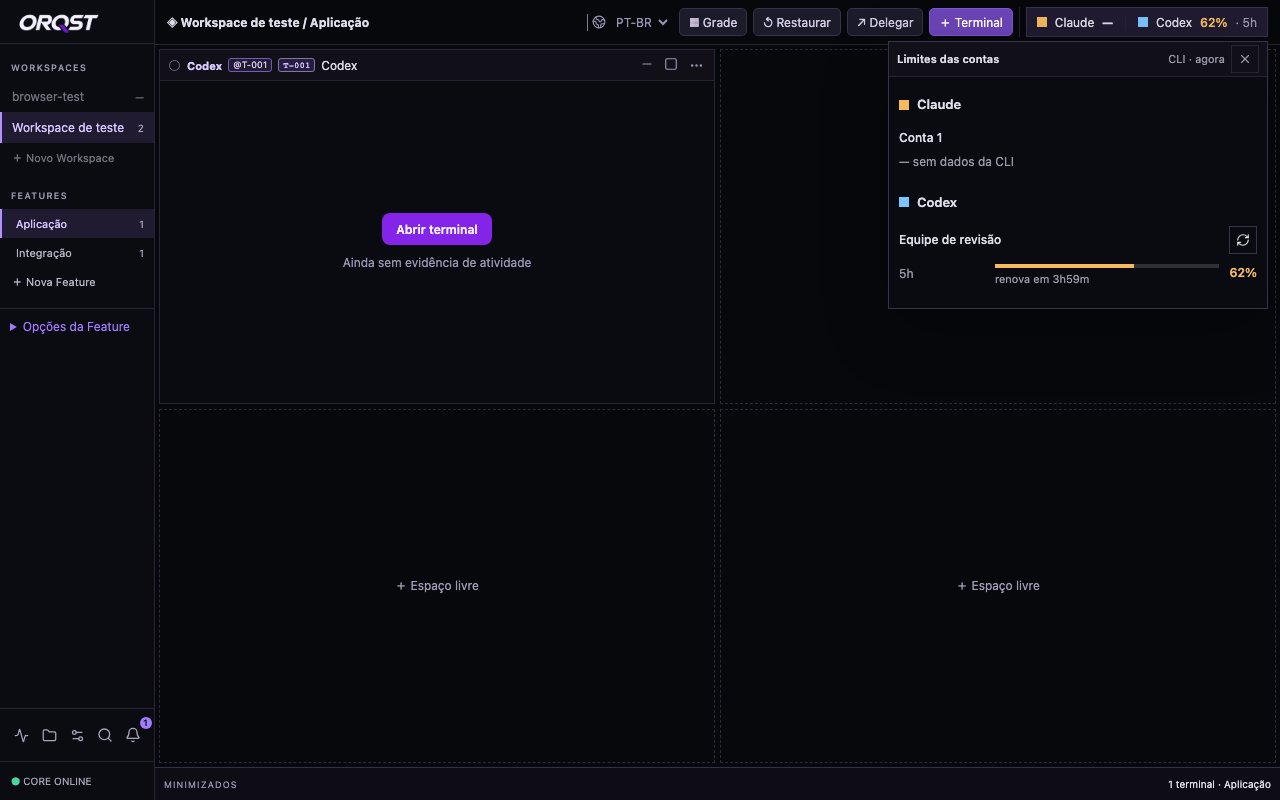 ORQST
◈ Workspace de teste / Aplicação
PT-BR
Grade
Restaurar
Delegar
+ Terminal
Claude —
Codex 62% · 5h
WORKSPACES
browser-test —
Workspace de teste 2
+ Novo Workspace
FEATURES
Aplicação 1
Integração 1
+ Nova Feature
Opções da Feature
Codex @T-001 T-001 Codex
Abrir terminal
Ainda sem evidência de atividade
Limites das contas CLI · agora
Claude
Conta 1
— sem dados da CLI
Codex
Equipe de revisão
5h 62%
renova em 3h59m
+ Espaço livre
+ Espaço livre
1
CORE ONLINE
MINIMIZADOS
1 terminal · Aplicação